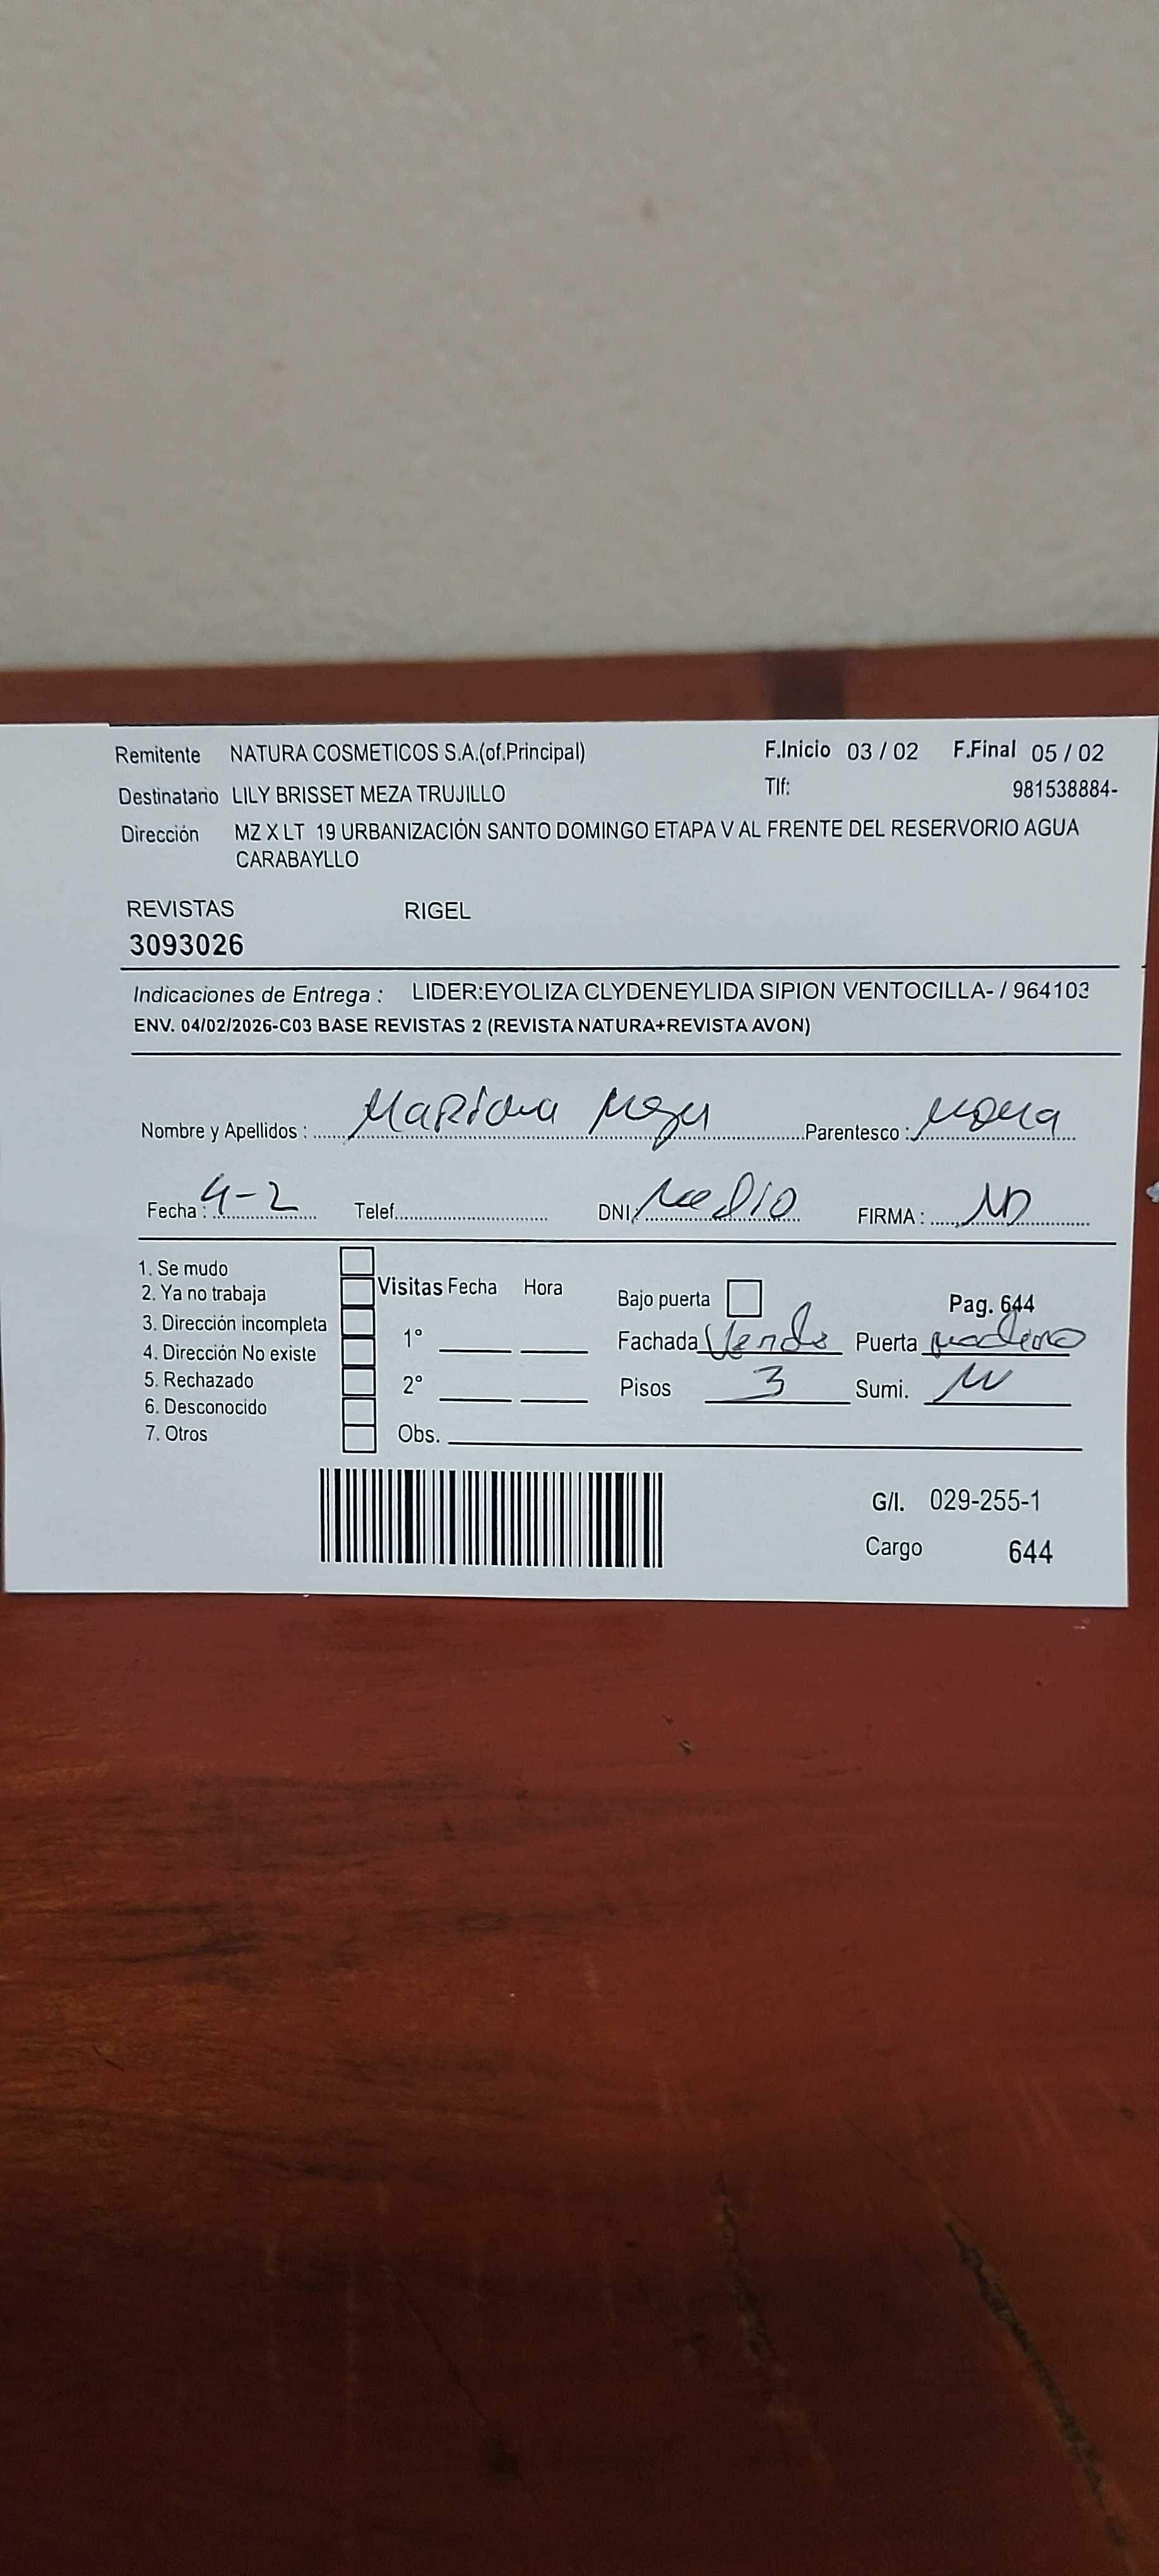 Remitente NATURA COSMETICOS S.A.(of.Principal) F.Inicio 03 / 02 F.Final 05 / 02
Destinatario LILY BRISSET MEZA TRUJILLO Tlf: 981538884-
Dirección MZ X LT 19 URBANIZACIÓN SANTO DOMINGO ETAPA V AL FRENTE DEL RESERVORIO AGUA
CARABAYLLO
REVISTAS RIGEL
3093026
Indicaciones de Entrega : LIDER:EYOLIZA CLYDENEYLIDA SIPION VENTOCILLA- / 964103
ENV. 04/02/2026-C03 BASE REVISTAS 2 (REVISTA NATURA+REVISTA AVON)
Nombre y Apellidos : Parentesco :
Fecha : 4-2 Telef. DNI FIRMA :
1. Se mudo
2. Ya no trabaja Visitas Fecha Hora Bajo puerta Pag. 644
3. Dirección incompleta 1° Fachada Puerta
4. Dirección No existe
5. Rechazado 2° Pisos 3 Sumi.
6. Desconocido
7. Otros Obs.
G/I. 029-255-1
Cargo 644